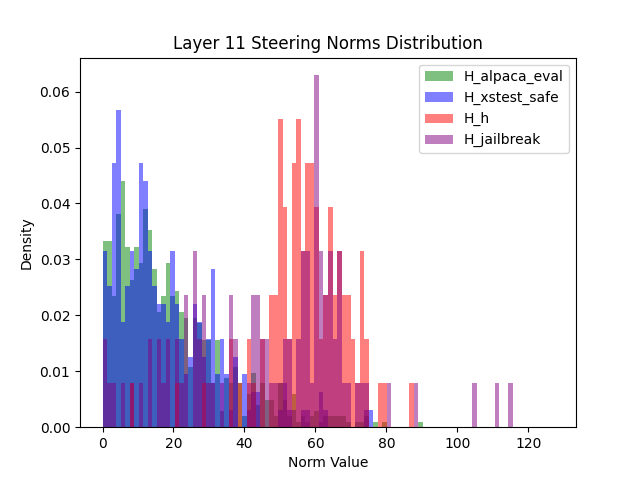 Layer 11 Steering Norms Distribution
H_alpaca_eval
H_xstest_safe
H_h
H_jailbreak
0.06
0.05
0.04
0.03
0.02
0.01
0.00
Density
0 20 40 60 80 100 120
Norm Value